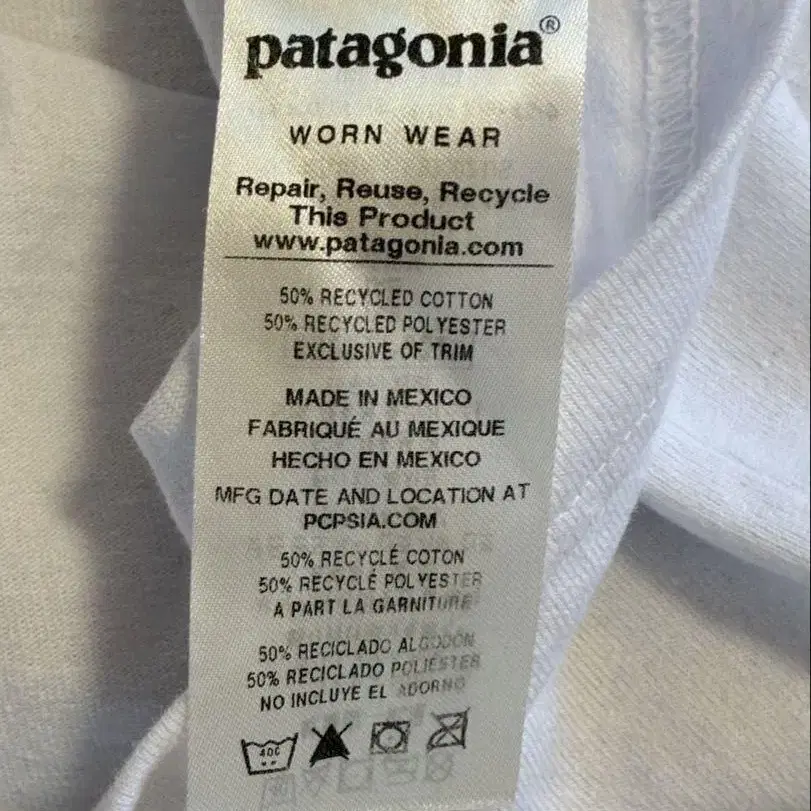 patagonia®
WORN WEAR
Repair, Reuse, Recycle
This Product
www.patagonia.com
50% RECYCLED COTTON
50% RECYCLED POLYESTER
EXCLUSIVE OF TRIM
MADE IN MEXICO
FABRIQUÉ AU MEXIQUE
HECHO EN MEXICO
MFG DATE AND LOCATION AT
PCPSIA.COM
50% RECYCLÉ COTON
50% RECYCLÉ POLYESTER
A PART LA GARNITURE
50% RECICLADO ALGODÓN
50% RECICLADO POLIÉSTER
NO INCLUYE EL ADORNO
40C